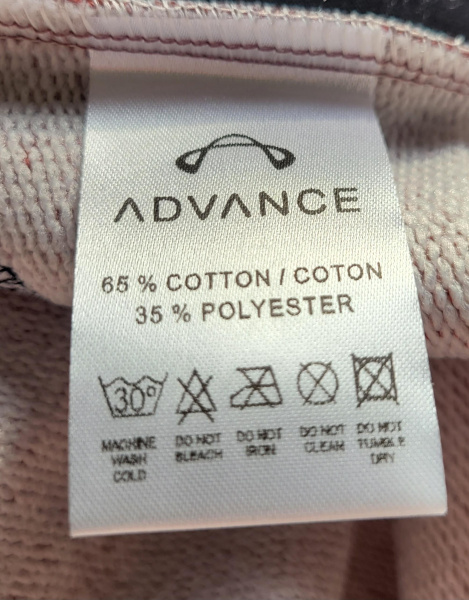 ADVANCE
65 % COTTON / COTON
35 % POLYESTER
30°
MACHINE WASH COLD
DO NOT BLEACH
DO NOT IRON
DO NOT CLEAN
DO NOT TUMBLE DRY